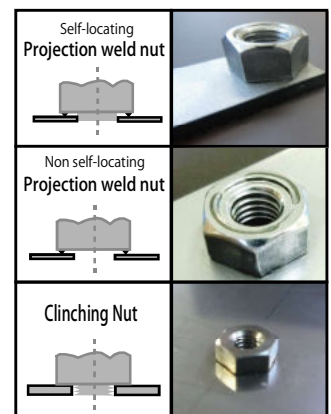 Self-locating
Projection weld nut
Non self-locating
Projection weld nut
Clinching Nut